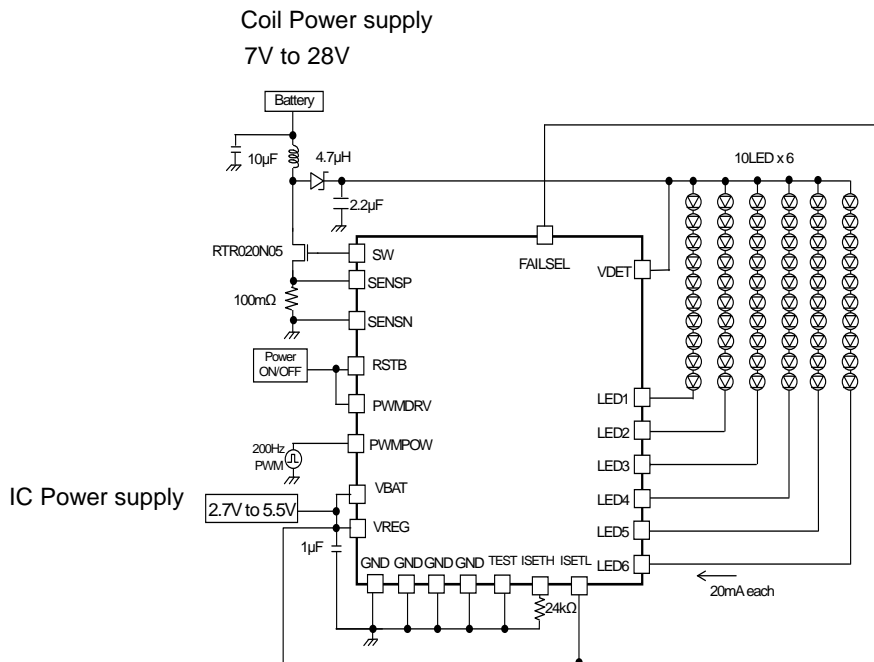 Coil Power supply
7V to 28V
Battery
10µF
4.7µH
10LED x 6
2.2µF
RTR020N05
SW
FAILSEL
VDET
SENSP
100mΩ
SENSN
Power
ON/OFF
RSTB
LED1
PWMDRV
LED2
200Hz
PWM
PWMPOW
LED3
IC Power supply
VBAT
LED4
2.7V to 5.5V
VREG
LED5
1µF
GND GND GND GND TEST ISETH ISETL
LED6
24kΩ
20mA each